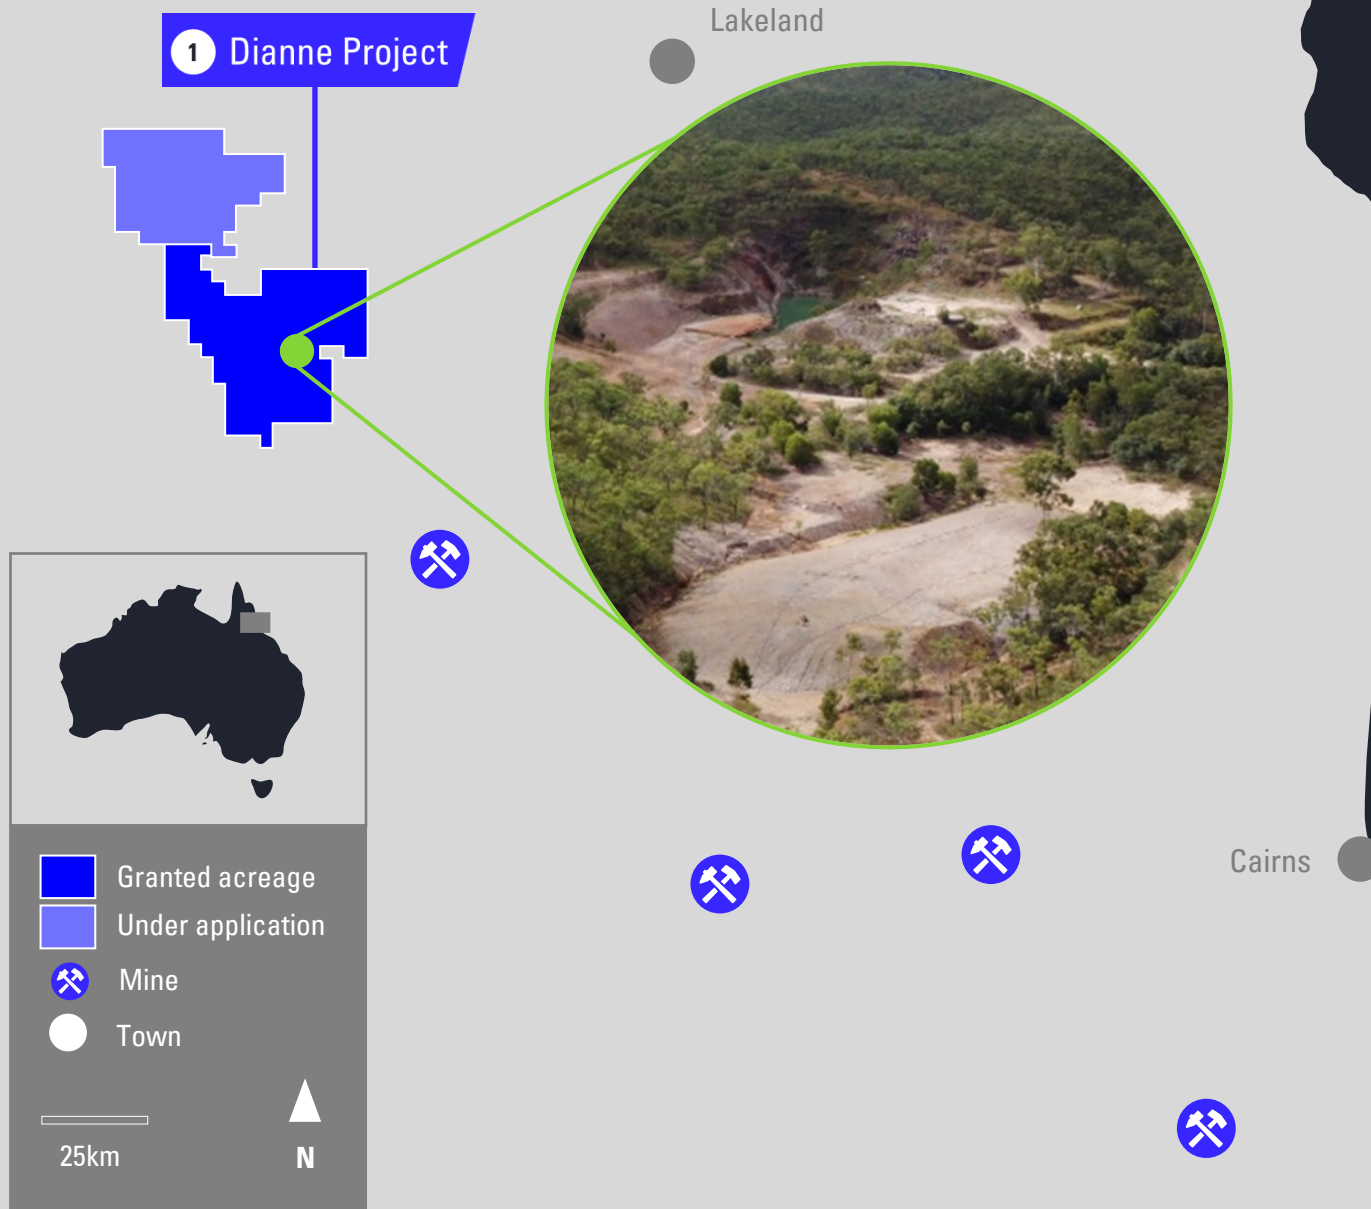 Lakeland
1 Dianne Project
Cairns
Granted acreage
Under application
Mine
Town
25km
N